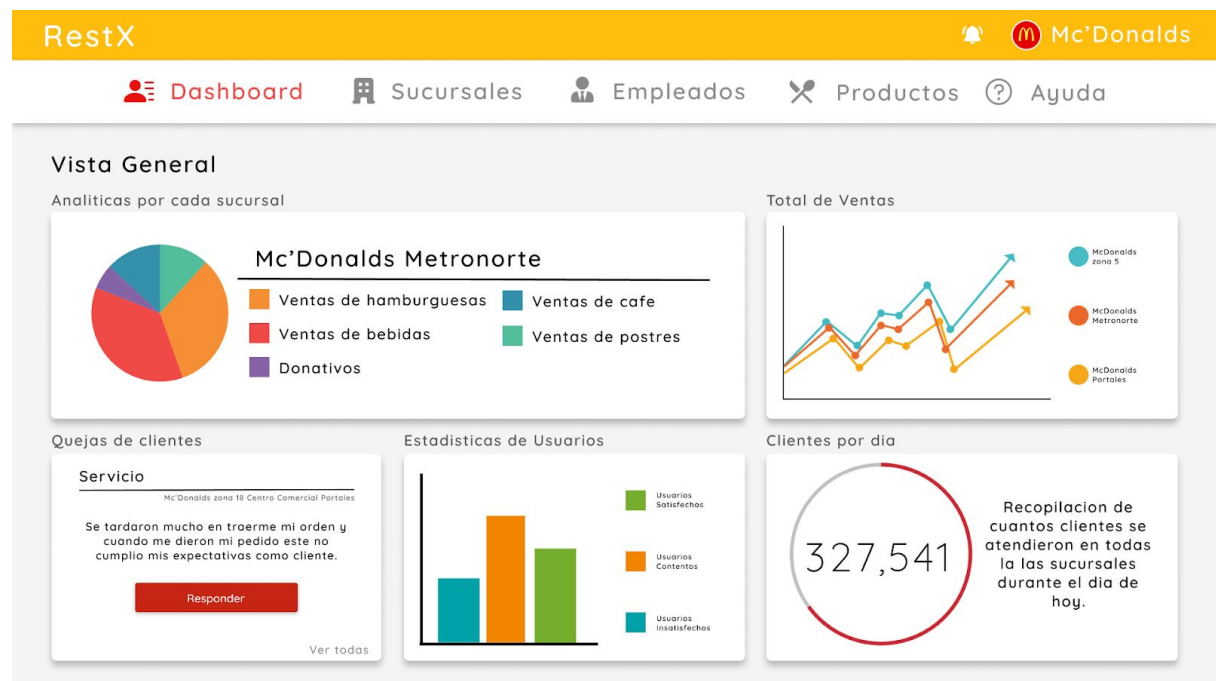 RestX
Mc'Donalds
Dashboard
Sucursales
Empleados
Productos
Ayuda
Vista General
Analiticas por cada sucursal
Mc'Donalds Metronorte
Ventas de hamburguesas
Ventas de cafe
Ventas de bebidas
Ventas de postres
Donativos
Total de Ventas
McDonalds
zona 5
McDonalds
Metronorte
McDonalds
Portales
Quejas de clientes
Servicio
Mc'Donalds zona 18 Centro Comercial Portales
Se tardaron mucho en traerme mi orden y
cuando me dieron mi pedido este no
cumplio mis expectativas como cliente.
Responder
Ver todas
Estadisticas de Usuarios
Usuarios
Satisfechos
Usuarios
Contentos
Usuarios
Insatisfechos
Clientes por dia
327,541
Recopilacion de
cuantos clientes se
atendieron en todas
la las sucursales
durante el dia de
hoy.